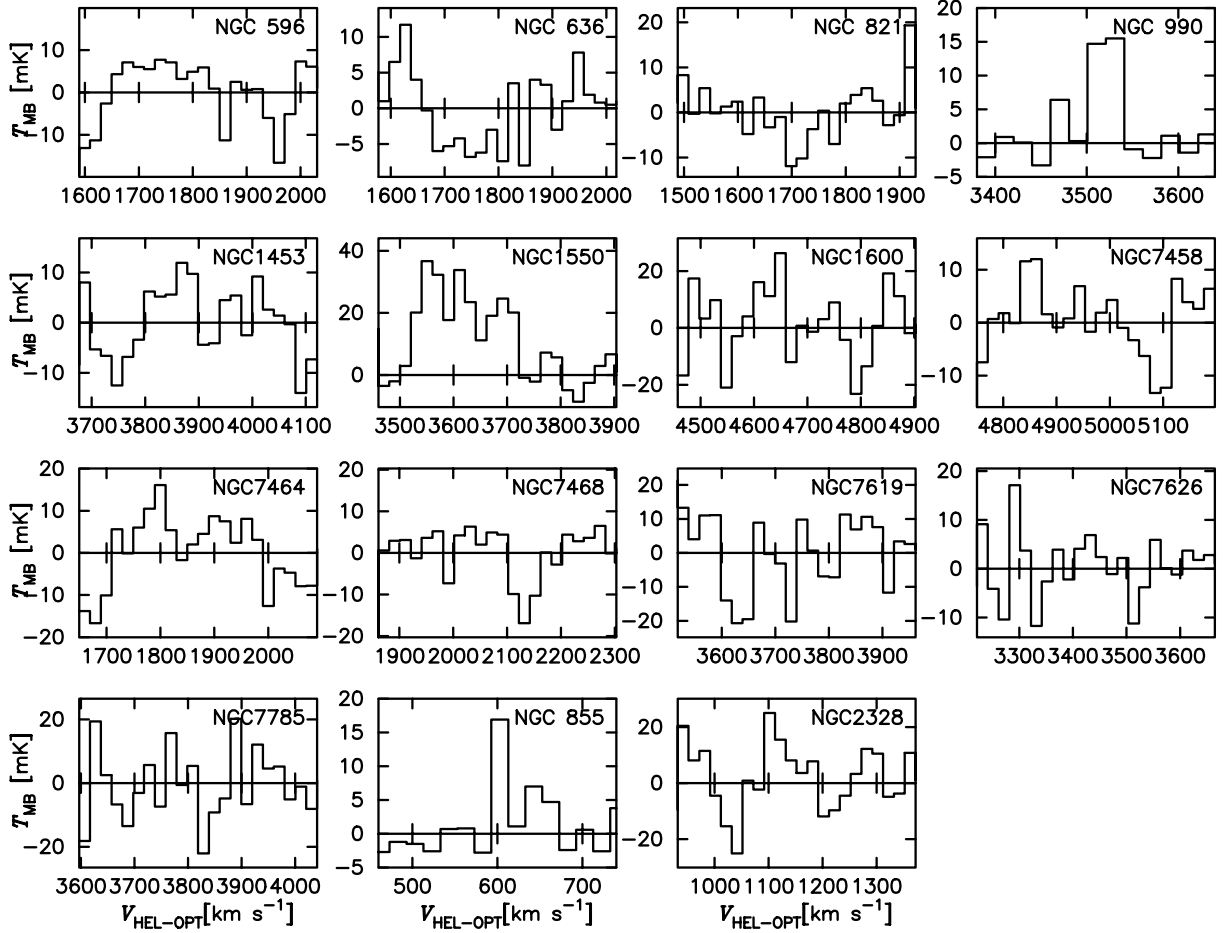 NGC 596 NGC 636 NGC 821 NGC 990
T_MB [mK]
10 0 10
10 5 0 −5
20 10 0 −10
20 15 10 5 0 −5
1600 1700 1800 1900 2000
1600 1700 1800 1900 2000
1500 1600 1700 1800 1900
3400 3500 3600
NGC1453 NGC1550 NGC1600 NGC7458
T_MB [mK]
10 0 10
40 20 0
20 0 −20
10 0 −10
3700 3800 3900 4000 4100
3500 3600 3700 3800 3900
4500 4600 4700 4800 4900
4800 4900 5000 5100
NGC7464 NGC7468 NGC7619 NGC7626
T_MB [mK]
20 10 0 −10 −20
20 10 0 −10 −20
20 10 0 −10 −20
20 10 0 −10
1700 1800 1900 2000
1900 2000 2100 2200 2300
3600 3700 3800 3900
3300 3400 3500 3600
NGC7785 NGC 855 NGC2328
T_MB [mK]
20 0 −20
20 15 10 5 0 −5
20 0 −20
3600 3700 3800 3900 4000
500 600 700
1000 1100 1200 1300
V_HEL−OPT[km s⁻¹] V_HEL−OPT[km s⁻¹] V_HEL−OPT[km s⁻¹]